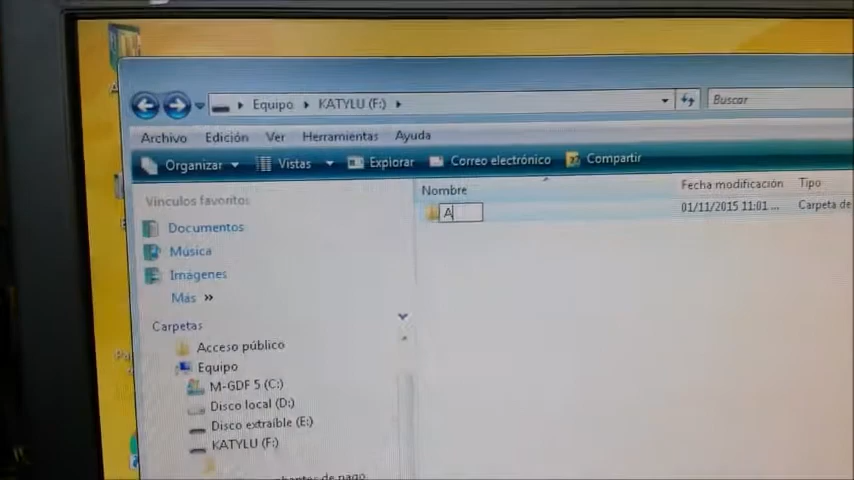 Equipo KATYLU (F:)
Buscar
Archivo Edición Ver Herramientas Ayuda
Organizar Vistas Explorar Correo electrónico Compartir
Vínculos favoritos
Documentos
Música
Imágenes
Más »
Carpetas
Acceso público
Equipo
M-GDF 5 (C:)
Disco local (D:)
Disco extraíble (E:)
KATYLU (F:)
de pago
Nombre Fecha modificación Tipo
A 01/11/2015 11:01 ... Carpeta de